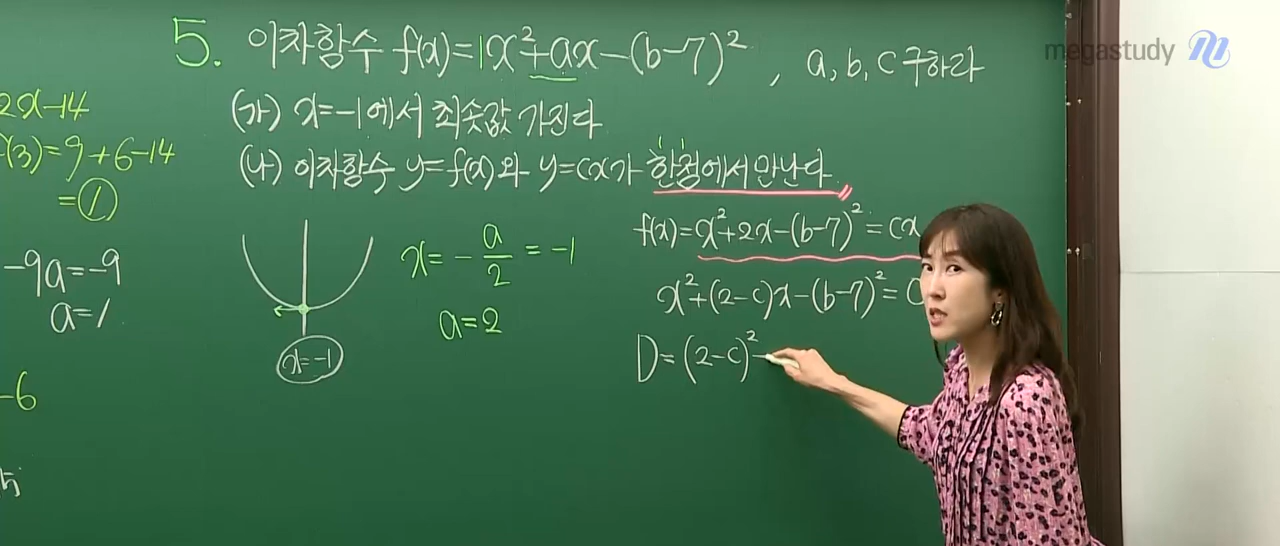 megastudy
5. 이차함수 f(x)=1x²+ax-(b-7)² , a, b, c 구하라
(가) x=-1에서 최솟값 가진다
(나) 이차함수 y=f(x)와 y=cx가 한점에서 만난다.
2x-14
(3)=9+6-14
=①
-9a=-9
a=1
-6
x=-1
x=-a/2=-1
a=2
f(x)=x²+2x-(b-7)²=cx
x²+(2-c)x-(b-7)²=0
D=(2-c)²-